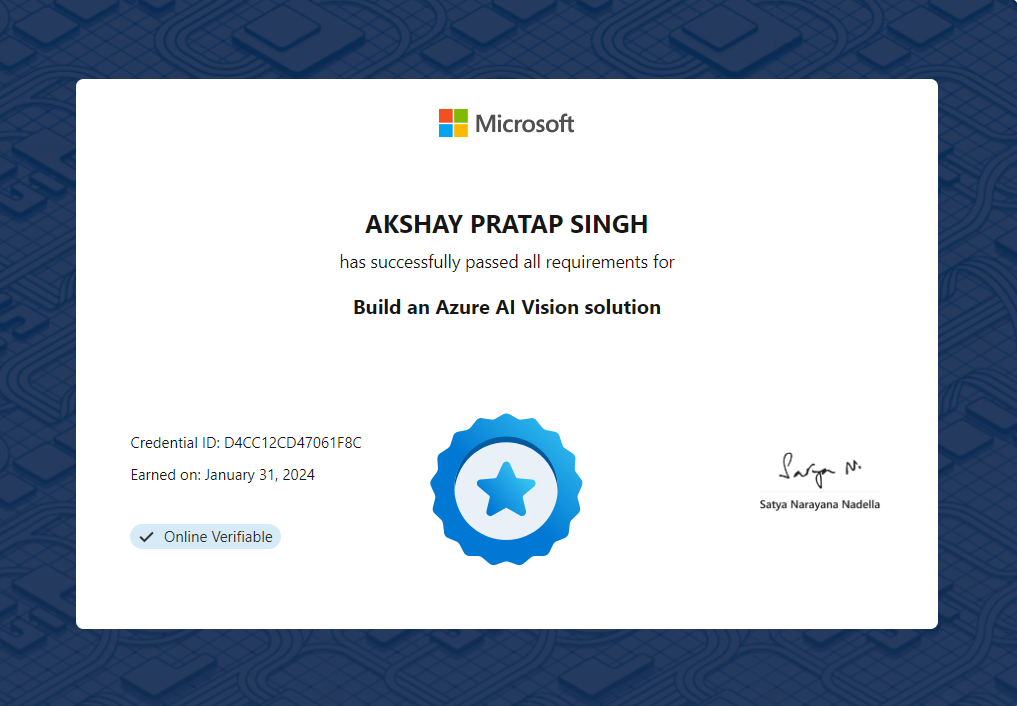 Microsoft
AKSHAY PRATAP SINGH
has successfully passed all requirements for
Build an Azure AI Vision solution
Credential ID: D4CC12CD47061F8C
Earned on: January 31, 2024
Online Verifiable
Satya N.
Satya Narayana Nadella